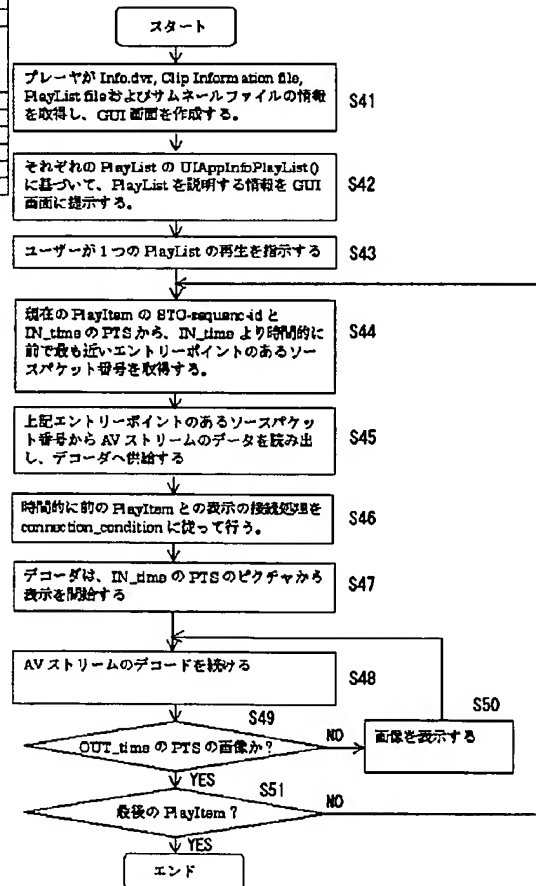 スタート
プレーヤが Info.dvr, Clip Information file,
PlayList fileおよびサムネールファイルの情報
を取得し、GUI 画面を作成する。
S41
それぞれの PlayList の UIAppInfoPlayList()
に基づいて、PlayList を説明する情報を GUI
画面に提示する。
S42
ユーザーが 1 つの PlayList の再生を指示する
S43
現在の PlayItem の STC-sequenc-id と
IN_time の PTS から、IN_time より時間的に
前で最も近いエントリーポイントのあるソー
スパケット番号を取得する。
S44
上記エントリーポイントのあるソースパケッ
ト番号から AV ストリームのデータを読み出
し、デコーダへ供給する
S45
時間的に前の PlayItem との表示の接続処理を
connection_condition に従って行う。
S46
デコーダは、IN_time の PTS のピクチャから
表示を開始する
S47
AV ストリームのデコードを続ける
S48
S49
OUT_time の PTS の画像か？
NO
S50
画像を表示する
YES
S51
最後の PlayItem？
NO
YES
エンド